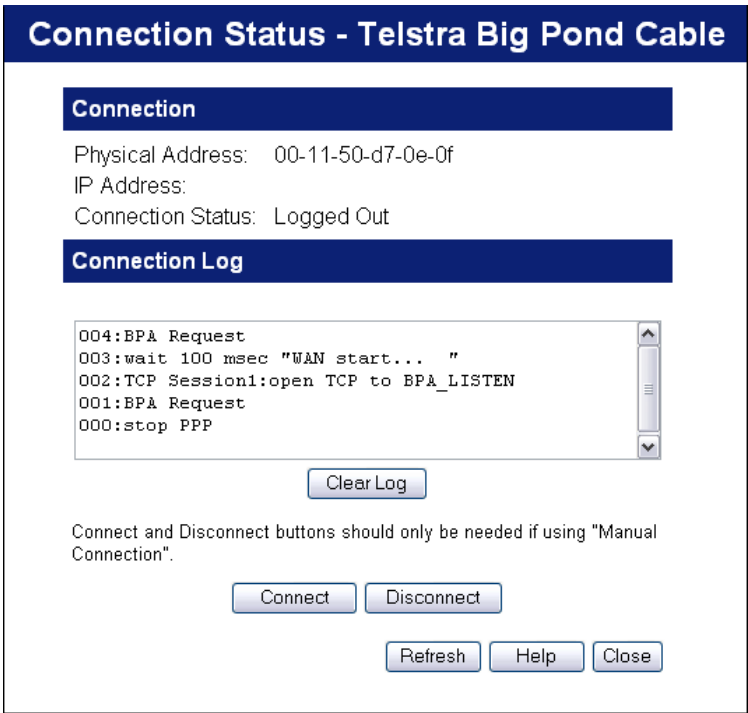 Connection Status - Telstra Big Pond Cable
Connection
Physical Address: 00-11-50-d7-0e-0f
IP Address:
Connection Status: Logged Out
Connection Log
004:BPA Request
003:wait 100 msec "WAN start... "
002:TCP Session1:open TCP to BPA_LISTEN
001:BPA Request
000:stop PPP
Clear Log
Connect and Disconnect buttons should only be needed if using "Manual
Connection".
Connect Disconnect
Refresh Help Close